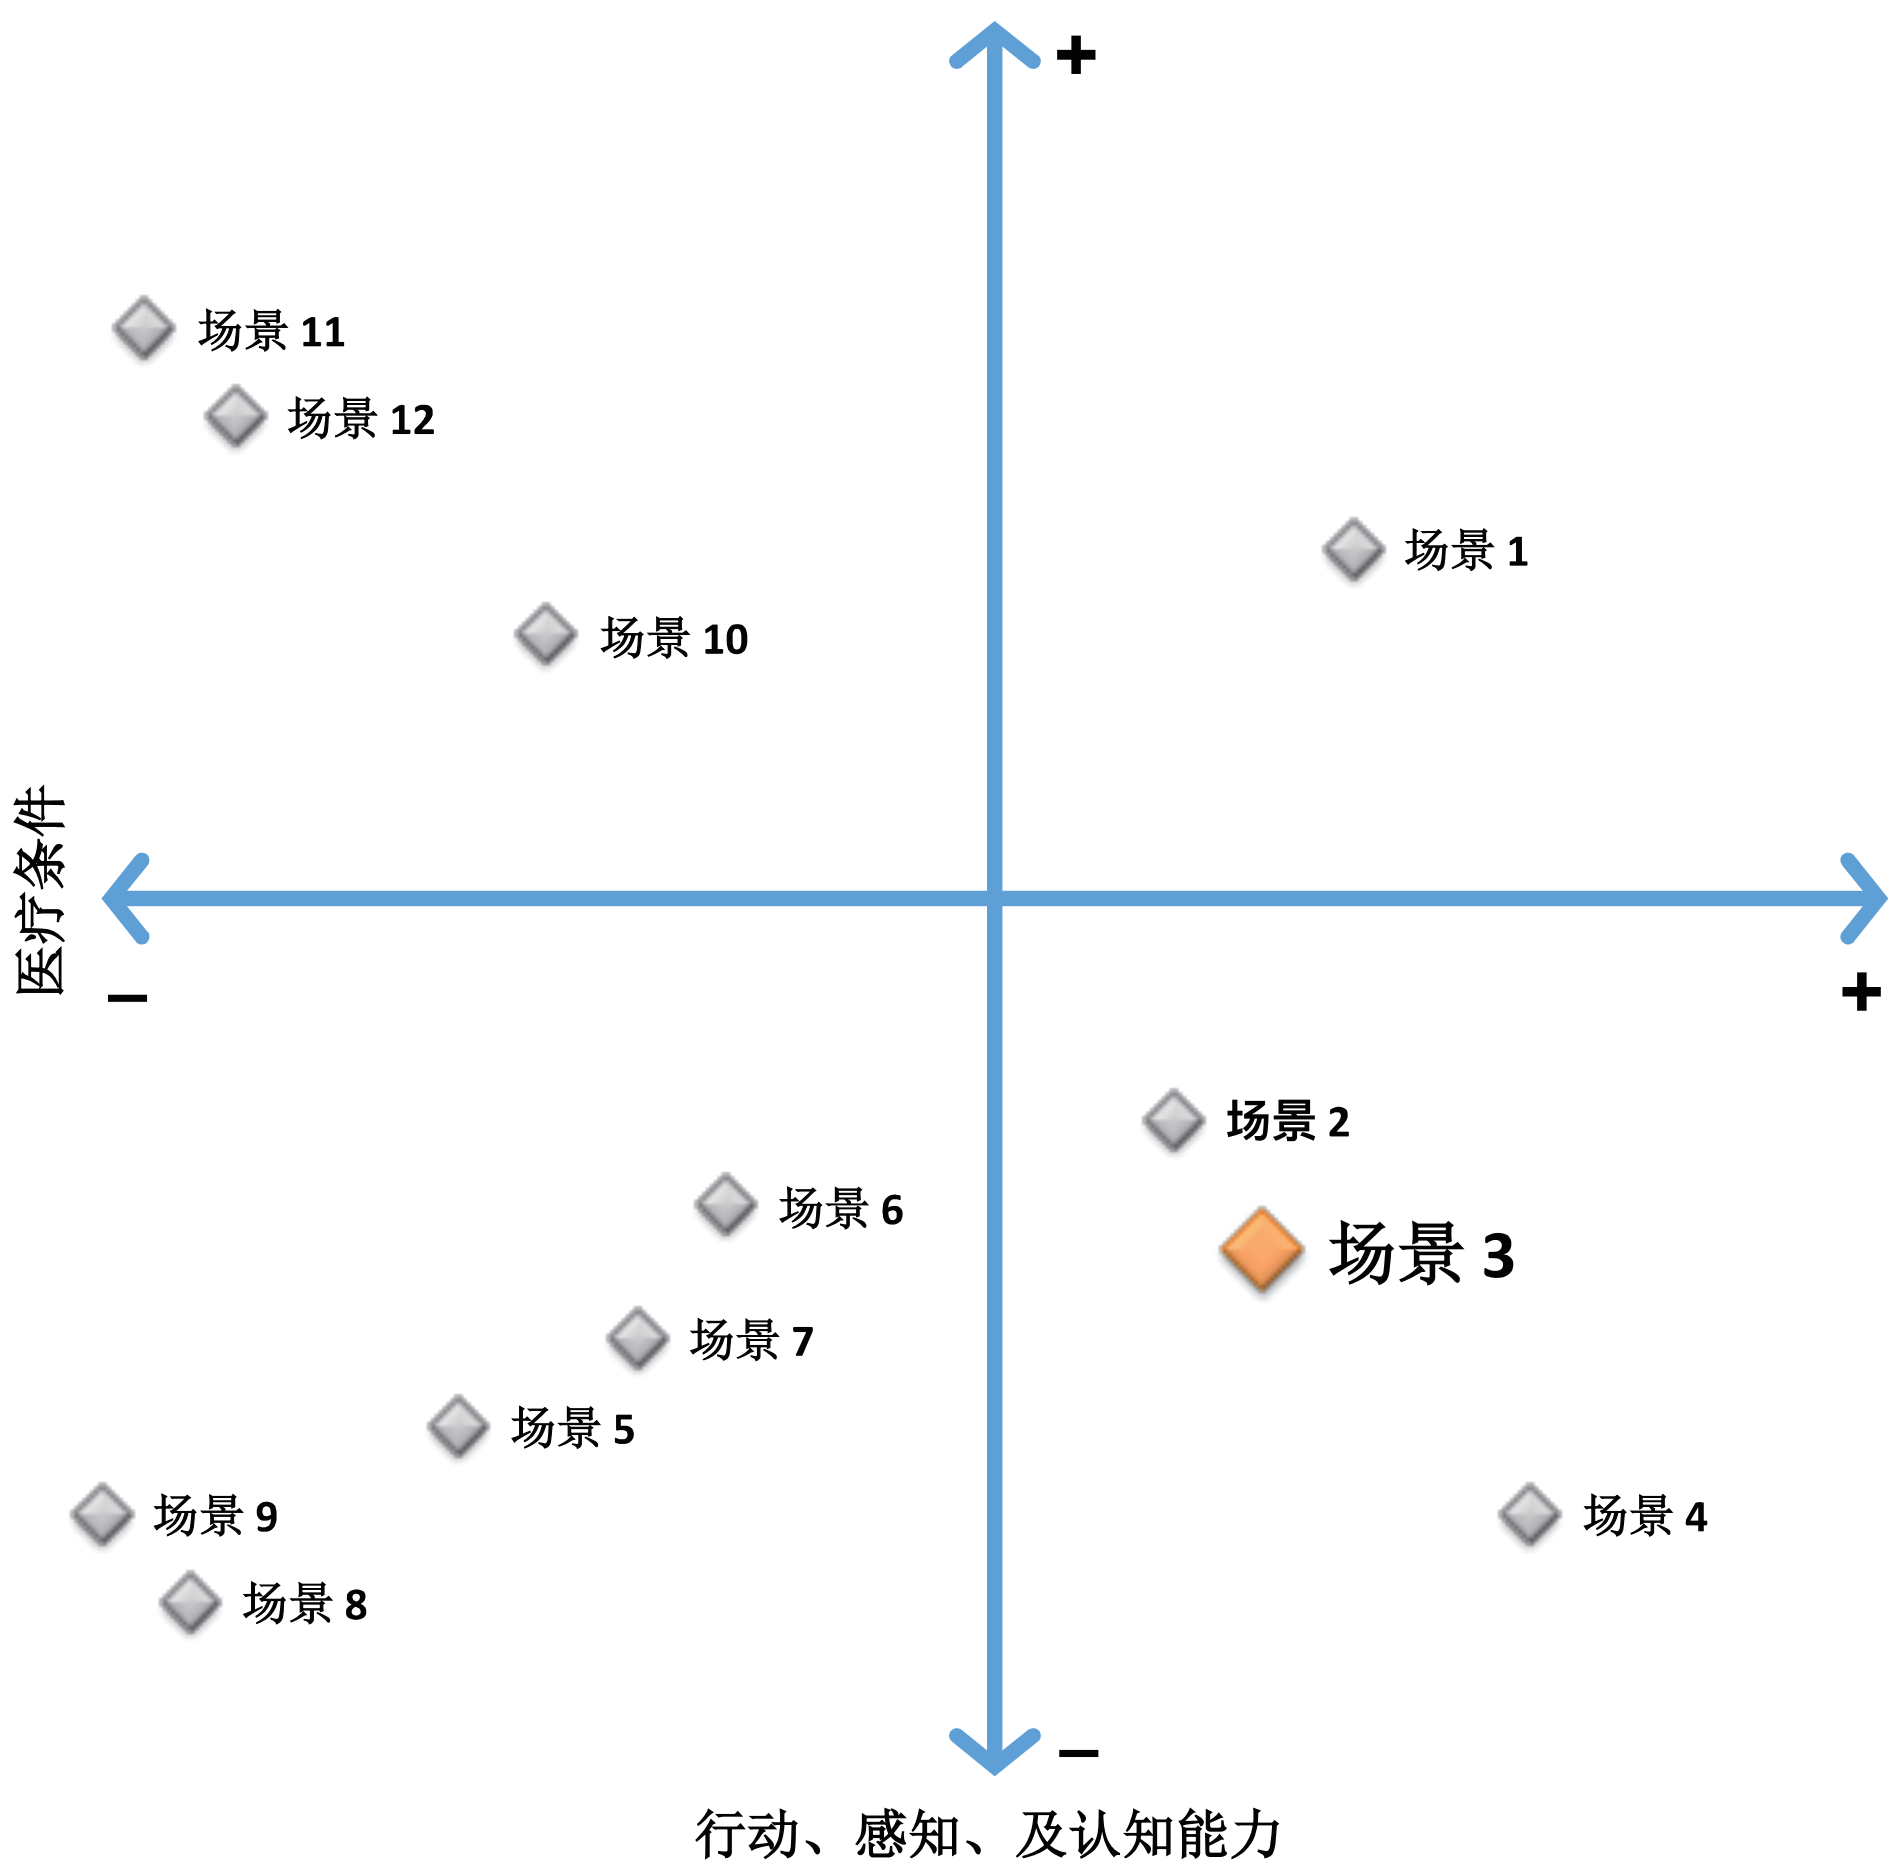 +
场景 11
场景 12
场景 1
场景 10
医疗条件
–
+
场景 2
场景 6
场景 3
场景 7
场景 5
场景 9
场景 4
场景 8
–
行动、感知、及认知能力